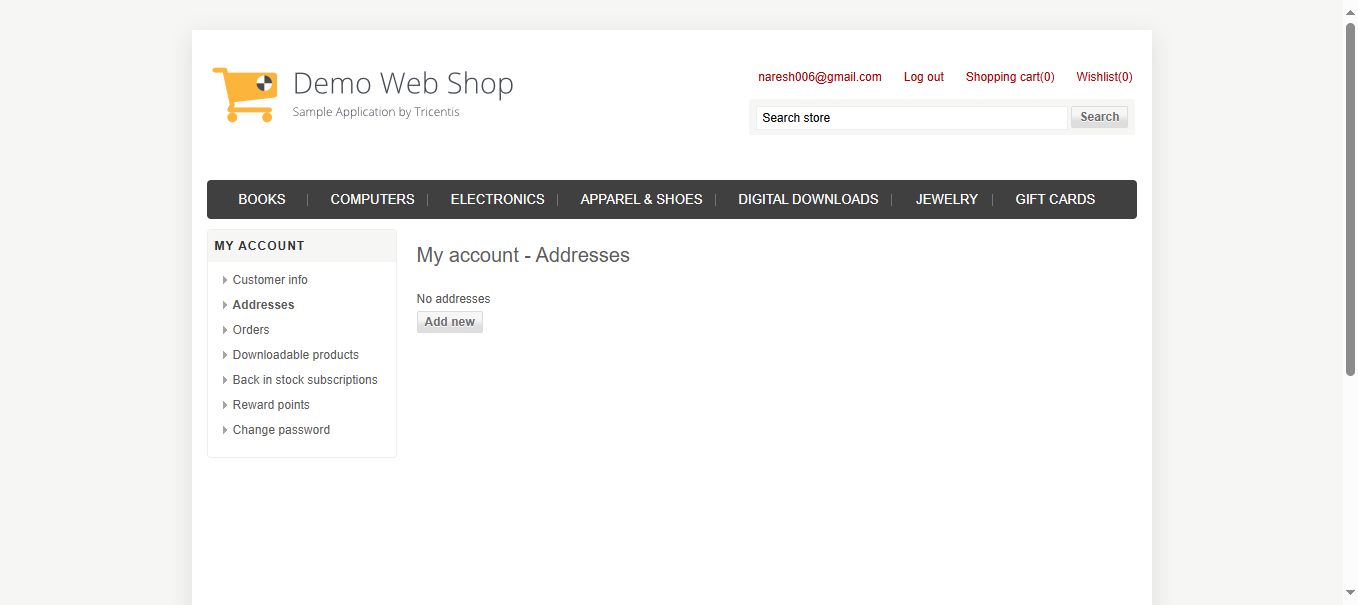 Demo Web Shop
Sample Application by Tricentis
naresh006@gmail.com Log out Shopping cart(0) Wishlist(0)
Search store Search
BOOKS COMPUTERS ELECTRONICS APPAREL & SHOES DIGITAL DOWNLOADS JEWELRY GIFT CARDS
MY ACCOUNT
Customer info
Addresses
Orders
Downloadable products
Back in stock subscriptions
Reward points
Change password
My account - Addresses
No addresses
Add new